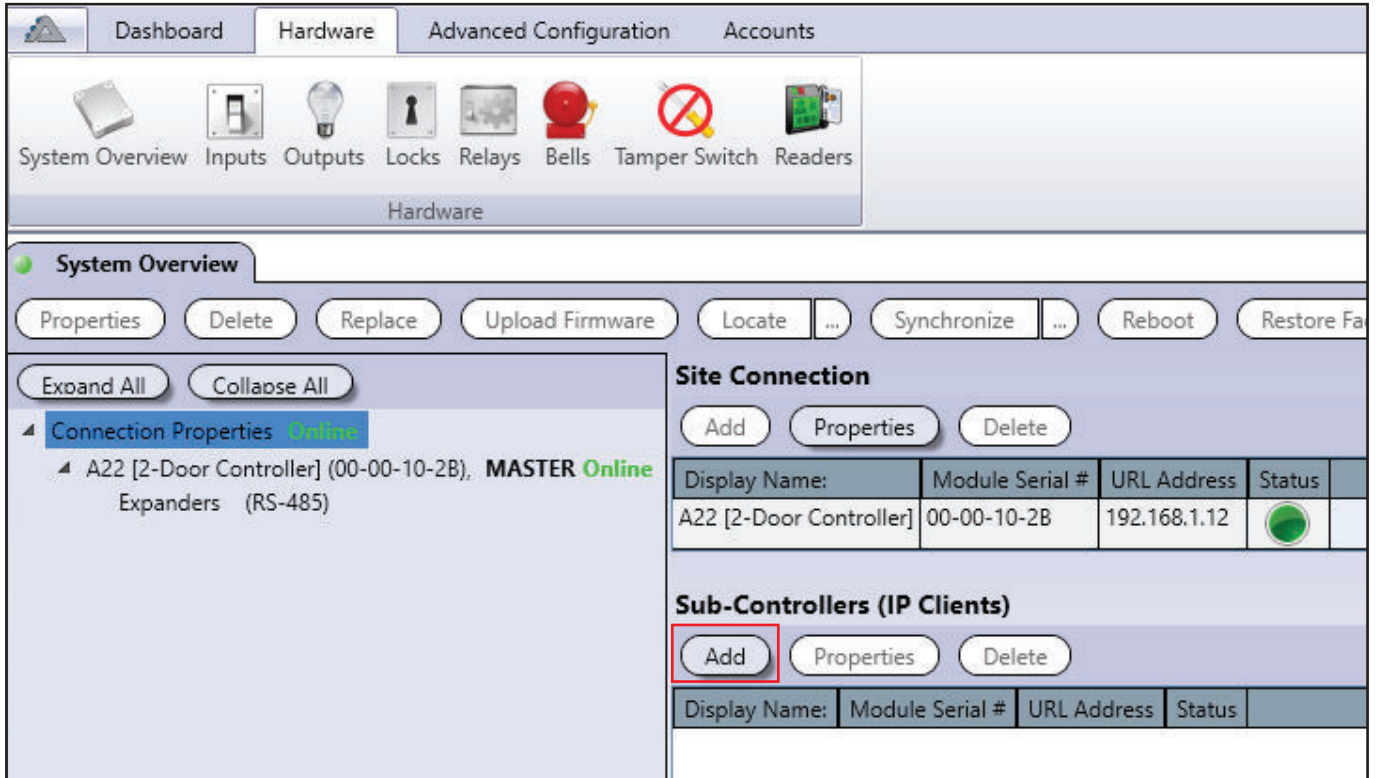 Dashboard Hardware Advanced Configuration Accounts
System Overview Inputs Outputs Locks Relays Bells Tamper Switch Readers
Hardware
System Overview
Properties Delete Replace Upload Firmware Locate ... Synchronize ... Reboot Restore Fa
Expand All Collapse All
Connection Properties Online
A22 [2-Door Controller] (00-00-10-2B), MASTER Online
Expanders (RS-485)
Site Connection
Add Properties Delete
Display Name: Module Serial # URL Address Status
A22 [2-Door Controller] 00-00-10-2B 192.168.1.12
Sub-Controllers (IP Clients)
Add Properties Delete
Display Name: Module Serial # URL Address Status